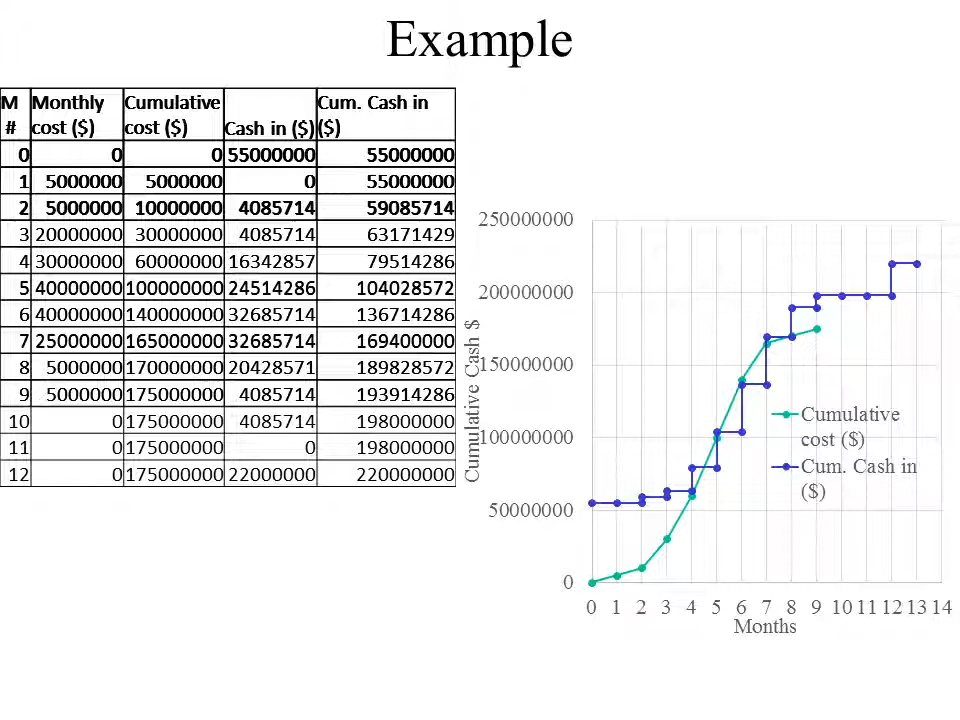 Example
M Monthly Cumulative Cum. Cash in
# cost ($) cost ($) Cash in ($) ($)
0 0 0 55000000 55000000
1 5000000 5000000 0 55000000
2 5000000 10000000 4085714 59085714
3 20000000 30000000 4085714 63171429
4 30000000 60000000 16342857 79514286
5 40000000 100000000 24514286 104028572
6 40000000 140000000 32685714 136714286
7 25000000 165000000 32685714 169400000
8 5000000 170000000 20428571 189828572
9 5000000 175000000 4085714 193914286
10 0 175000000 4085714 198000000
11 0 175000000 0 198000000
12 0 175000000 22000000 220000000
Cumulative Cash $
250000000
200000000
150000000
100000000
50000000
0
Cumulative
cost ($)
Cum. Cash in
($)
0 1 2 3 4 5 6 7 8 9 10 11 12 13 14
Months